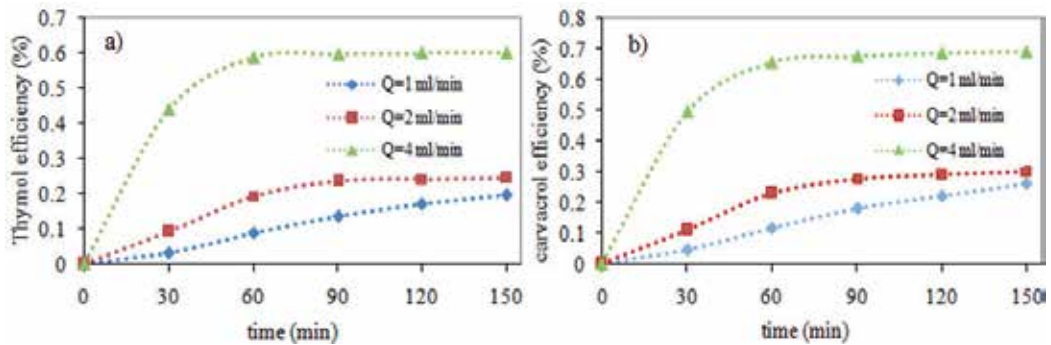 a)
Thymol efficiency (%)
0.7
0.6
0.5
0.4
0.3
0.2
0.1
0
Q=1 ml/min
Q=2 ml/min
Q=4 ml/min
0 30 60 90 120 150
time (min)
b)
carvacrol efficiency (%)
0.8
0.7
0.6
0.5
0.4
0.3
0.2
0.1
0
Q=1 ml/min
Q=2 ml/min
Q=4 ml/min
0 30 60 90 120 150
time (min)